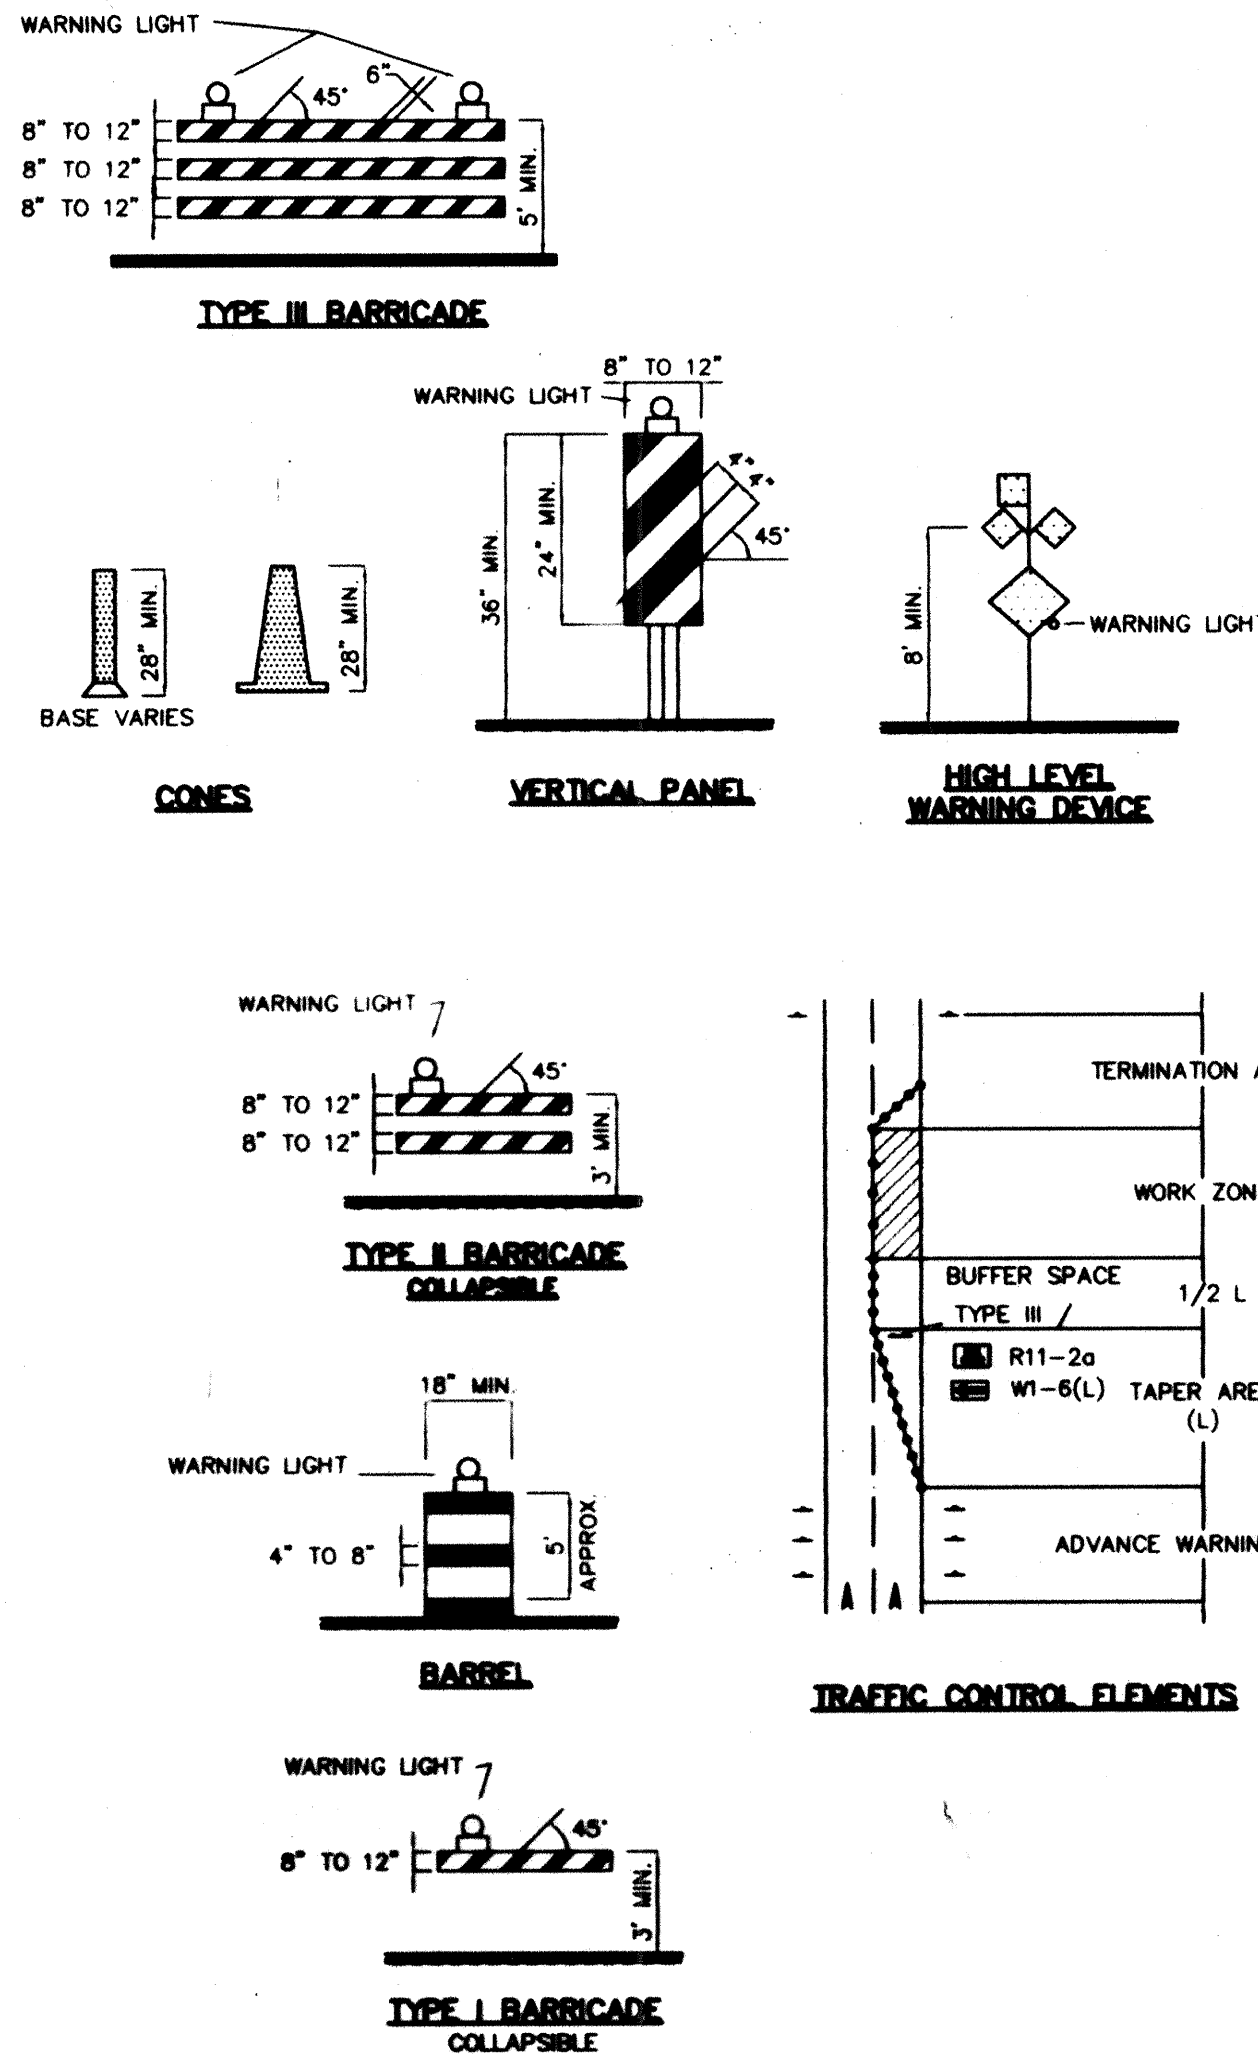 WARNING LIGHT
6"
45°
8" TO 12"
8" TO 12"
8" TO 12"
5' MIN.
TYPE III BARRICADE
8" TO 12"
WARNING LIGHT
36" MIN.
24" MIN.
45°
VERTICAL PANEL
28" MIN.
28" MIN.
BASE VARIES
CONES
8' MIN.
WARNING LIGHT
HIGH LEVEL
WARNING DEVICE
WARNING LIGHT
45°
8" TO 12"
8" TO 12"
3' MIN.
TYPE II BARRICADE
COLLAPSIBLE
18" MIN.
WARNING LIGHT
4" TO 8"
5'
APPROX.
BARREL
TERMINATION A
WORK ZON
BUFFER SPACE
1/2 L
TYPE III
R11-2a
W1-6(L)
TAPER ARE
(L)
ADVANCE WARNIN
TRAFFIC CONTROL ELEMENTS
WARNING LIGHT
45°
8" TO 12"
3' MIN.
TYPE I BARRICADE
COLLAPSIBLE